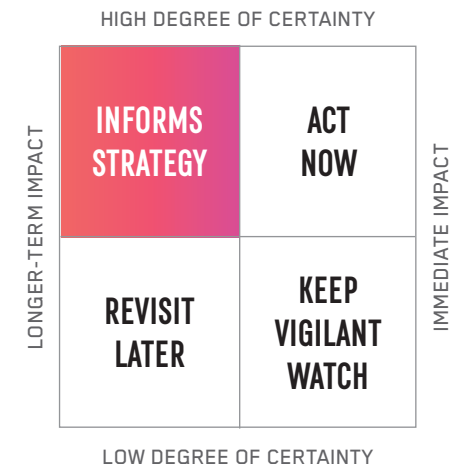 HIGH DEGREE OF CERTAINTY
LONGER-TERM IMPACT
INFORMS
STRATEGY
ACT
NOW
IMMEDIATE IMPACT
REVISIT
LATER
KEEP
VIGILANT
WATCH
LOW DEGREE OF CERTAINTY